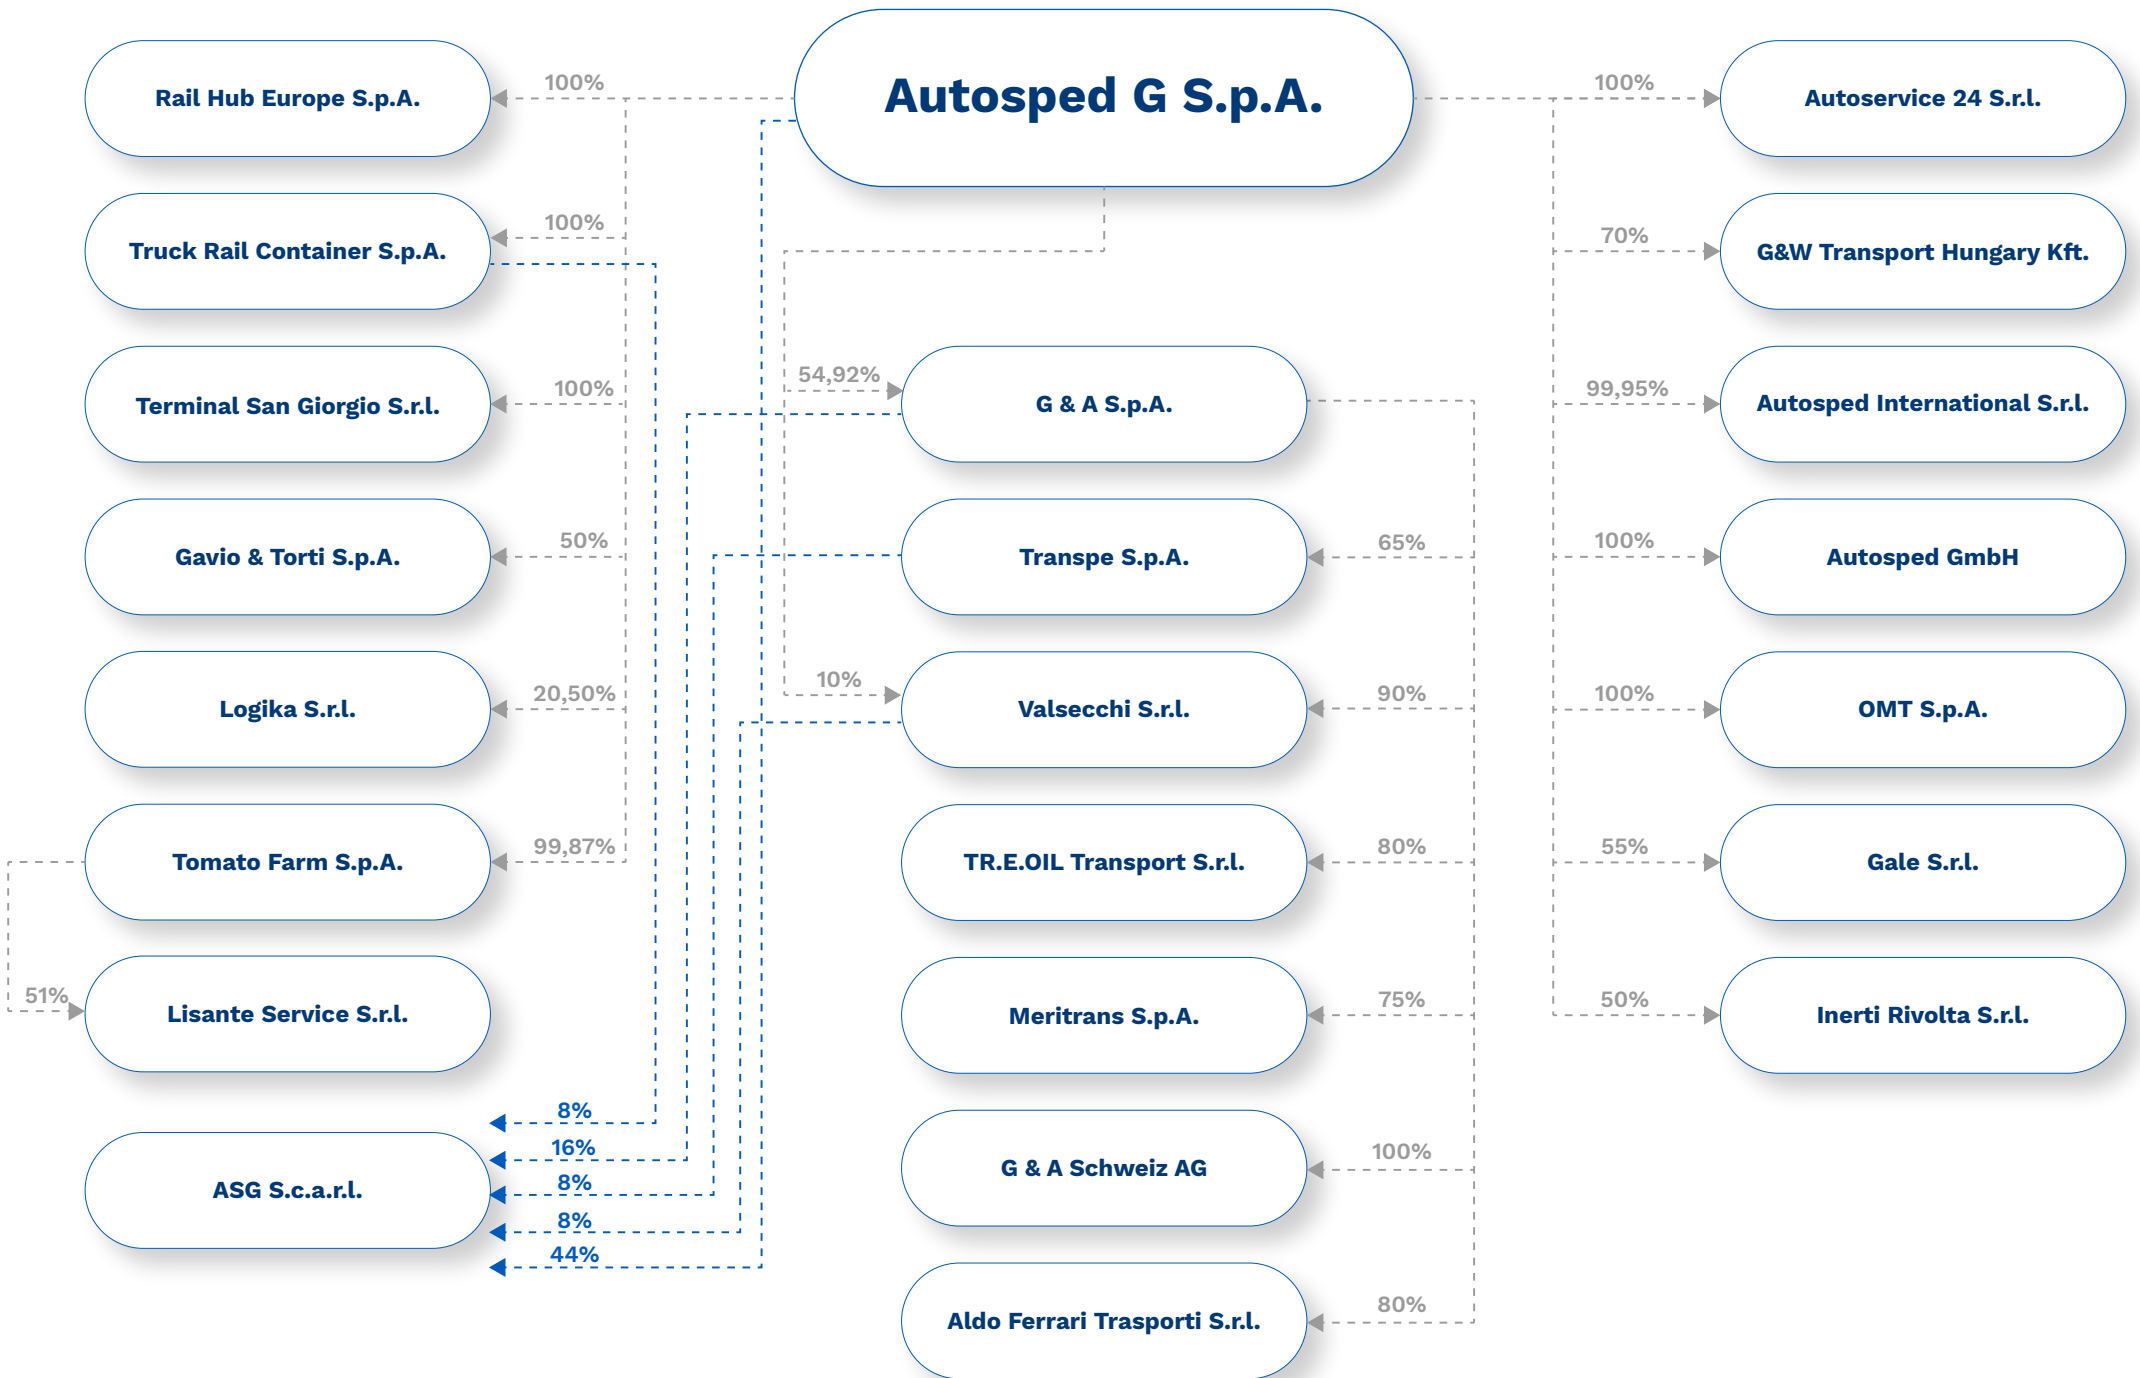 Autosped G S.p.A.
100%
Rail Hub Europe S.p.A.
100%
Truck Rail Container S.p.A.
100%
Terminal San Giorgio S.r.l.
50%
Gavio & Torti S.p.A.
20,50%
Logika S.r.l.
99,87%
Tomato Farm S.p.A.
51%
Lisante Service S.r.l.
8%
16%
8%
8%
44%
ASG S.c.a.r.l.
54,92%
G & A S.p.A.
65%
Transpe S.p.A.
10%
90%
Valsecchi S.r.l.
80%
TR.E.OIL Transport S.r.l.
75%
Meritrans S.p.A.
100%
G & A Schweiz AG
80%
Aldo Ferrari Trasporti S.r.l.
100%
Autoservice 24 S.r.l.
70%
G&W Transport Hungary Kft.
99,95%
Autosped International S.r.l.
100%
Autosped GmbH
100%
OMT S.p.A.
55%
Gale S.r.l.
50%
Inerti Rivolta S.r.l.